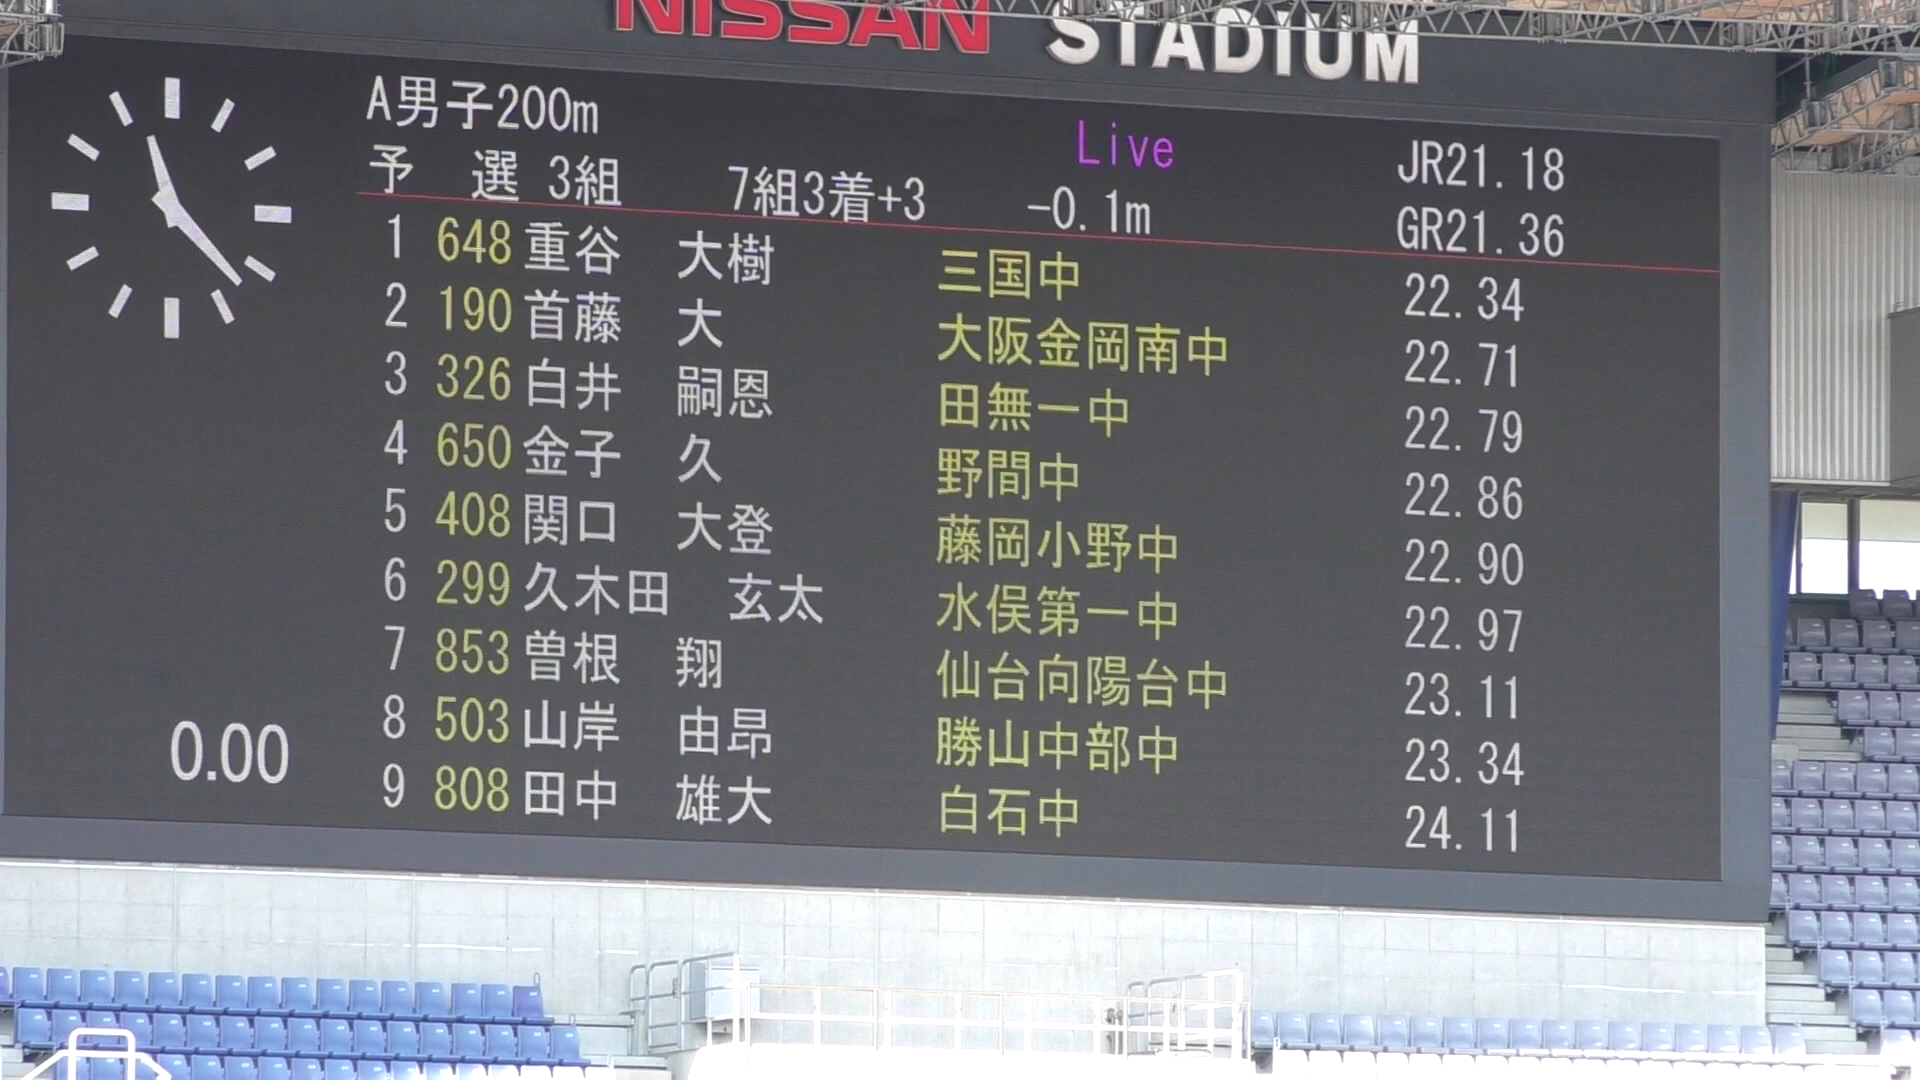 NISSAN STADIUM
A男子200m Live JR21.18
予 選 3組 7組3着+3 -0.1m GR21.36
1 648 重谷 大樹 三国中 22.34
2 190 首藤 大 大阪金岡南中 22.71
3 326 白井 嗣恩 田無一中 22.79
4 650 金子 久 野間中 22.86
5 408 関口 大登 藤岡小野中 22.90
6 299 久木田 玄太 水俣第一中 22.97
7 853 曽根 翔 仙台向陽台中 23.11
8 503 山岸 由昂 勝山中部中 23.34
9 808 田中 雄大 白石中 24.11
0.00